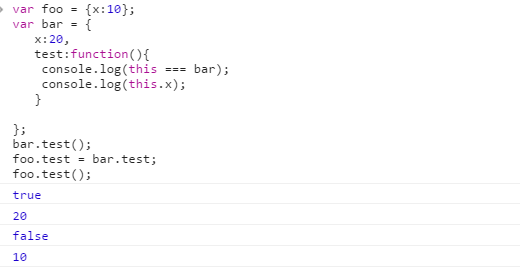 var foo = {x:10};
var bar = {
x:20,
test:function(){
console.log(this === bar);
console.log(this.x);
}
};
bar.test();
foo.test = bar.test;
foo.test();
true
20
false
10